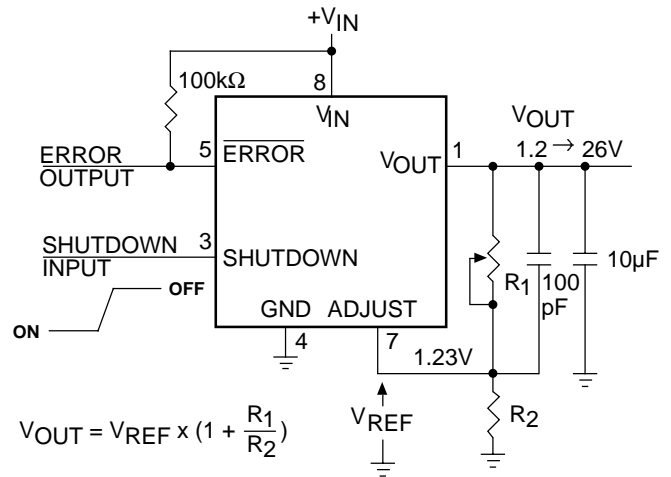 +VIN
100kΩ
8
VIN
ERROR
OUTPUT
5
ERROR
VOUT
1
VOUT
1.2 → 26V
SHUTDOWN
INPUT
3
SHUTDOWN
OFF
ON
GND
ADJUST
4
7
1.23V
R1
100
pF
10µF
VREF
R2
VOUT = VREF x (1 + R1/R2)